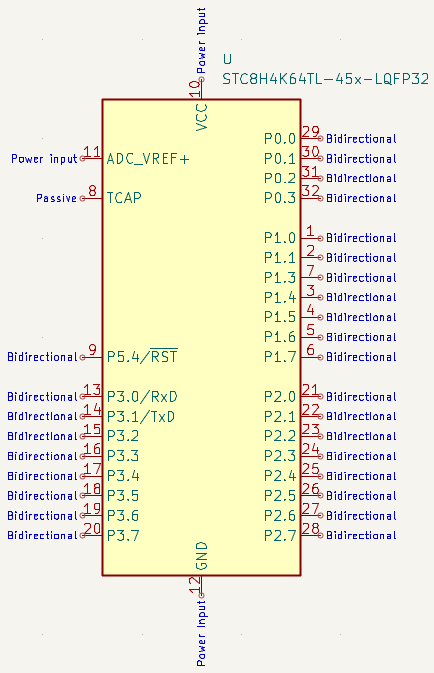 Power Input
U
STC8H4K64TL-45x-LQFP32
10
VCC
29 P0.0 Bidirectional
Power input 11 ADC_VREF+ 30 P0.1 Bidirectional
31 P0.2 Bidirectional
Passive 8 TCAP 32 P0.3 Bidirectional
P1.0 1 Bidirectional
P1.1 2 Bidirectional
P1.3 7 Bidirectional
P1.4 3 Bidirectional
P1.5 4 Bidirectional
P1.6 5 Bidirectional
Bidirectional 9 P5.4/RST P1.7 6 Bidirectional
Bidirectional 13 P3.0/RxD P2.0 21 Bidirectional
Bidirectional 14 P3.1/TxD P2.1 22 Bidirectional
Bidirectional 15 P3.2 P2.2 23 Bidirectional
Bidirectional 16 P3.3 P2.3 24 Bidirectional
Bidirectional 17 P3.4 P2.4 25 Bidirectional
Bidirectional 18 P3.5 P2.5 26 Bidirectional
Bidirectional 19 P3.6 P2.6 27 Bidirectional
Bidirectional 20 P3.7 P2.7 28 Bidirectional
GND
12
Power Input